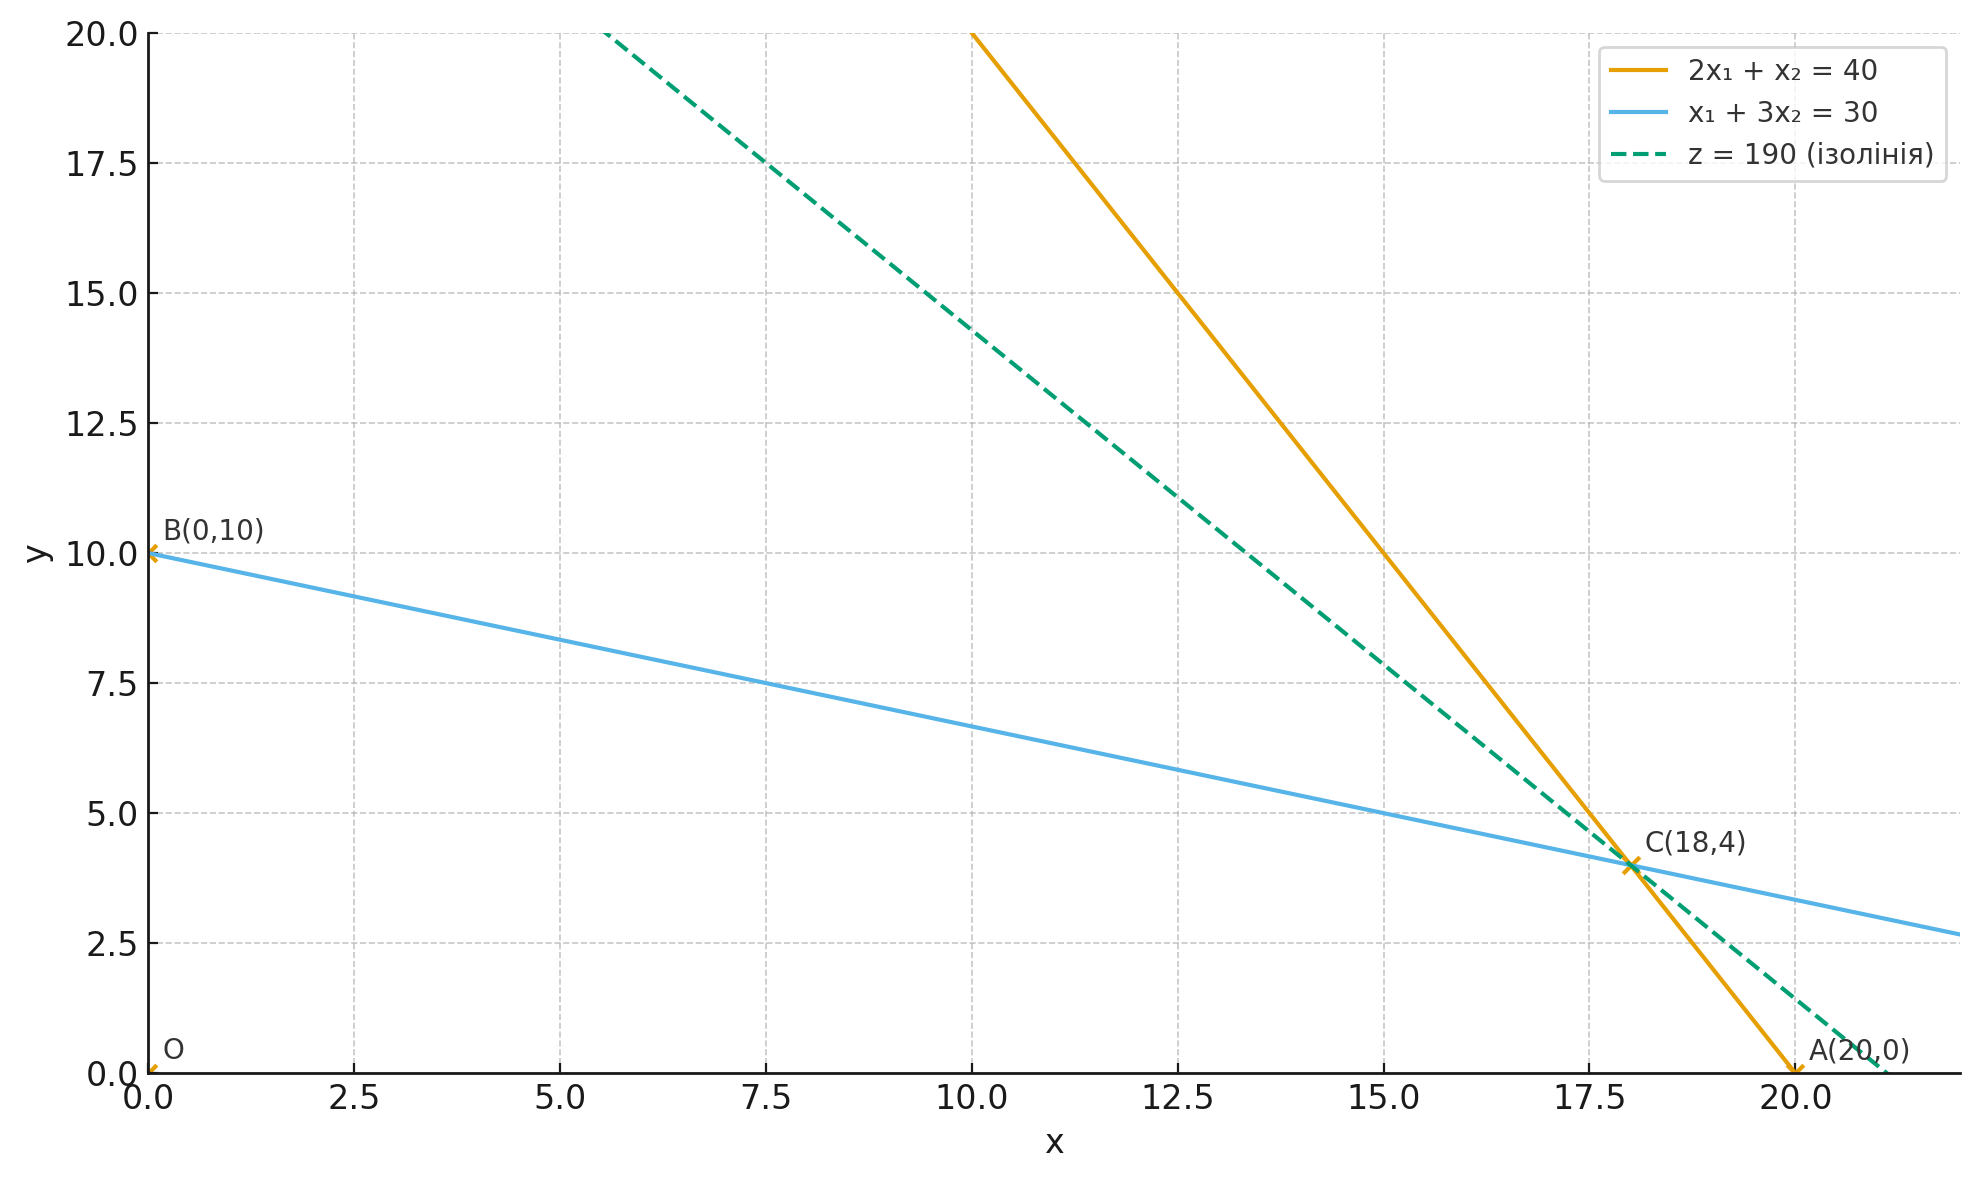 20.0
17.5
15.0
12.5
10.0
7.5
5.0
2.5
0.0
y
2x₁ + x₂ = 40
x₁ + 3x₂ = 30
z = 190 (ізолінія)
B(0,10)
C(18,4)
O
A(20,0)
0.0 2.5 5.0 7.5 10.0 12.5 15.0 17.5 20.0
x